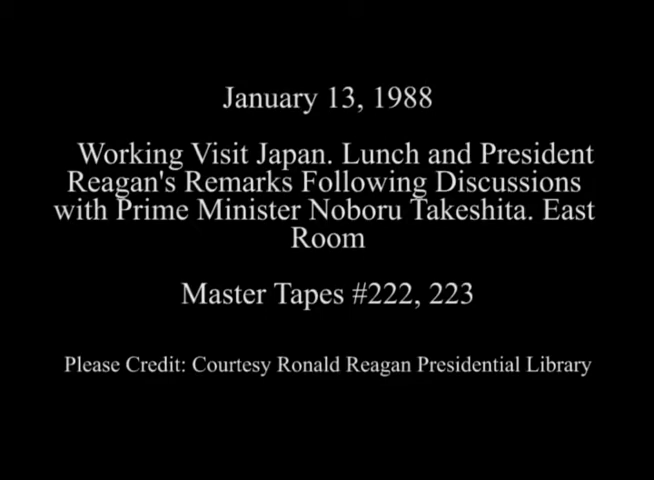 January 13, 1988
Working Visit Japan. Lunch and President
Reagan's Remarks Following Discussions
with Prime Minister Noboru Takeshita. East
Room
Master Tapes #222, 223
Please Credit: Courtesy Ronald Reagan Presidential Library